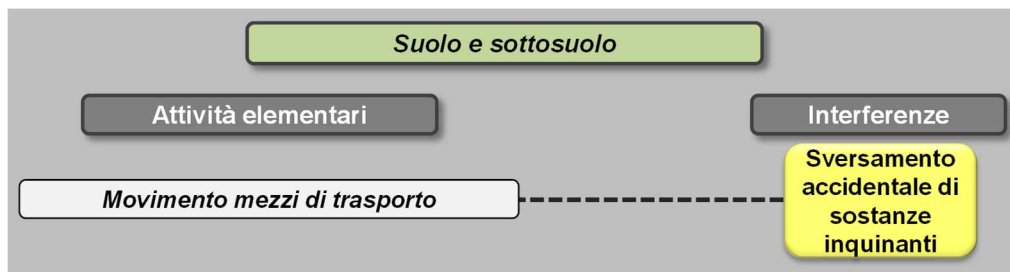 Suolo e sottosuolo
Attività elementari
Interferenze
Movimento mezzi di trasporto
Sversamento
accidentale di
sostanze
inquinanti